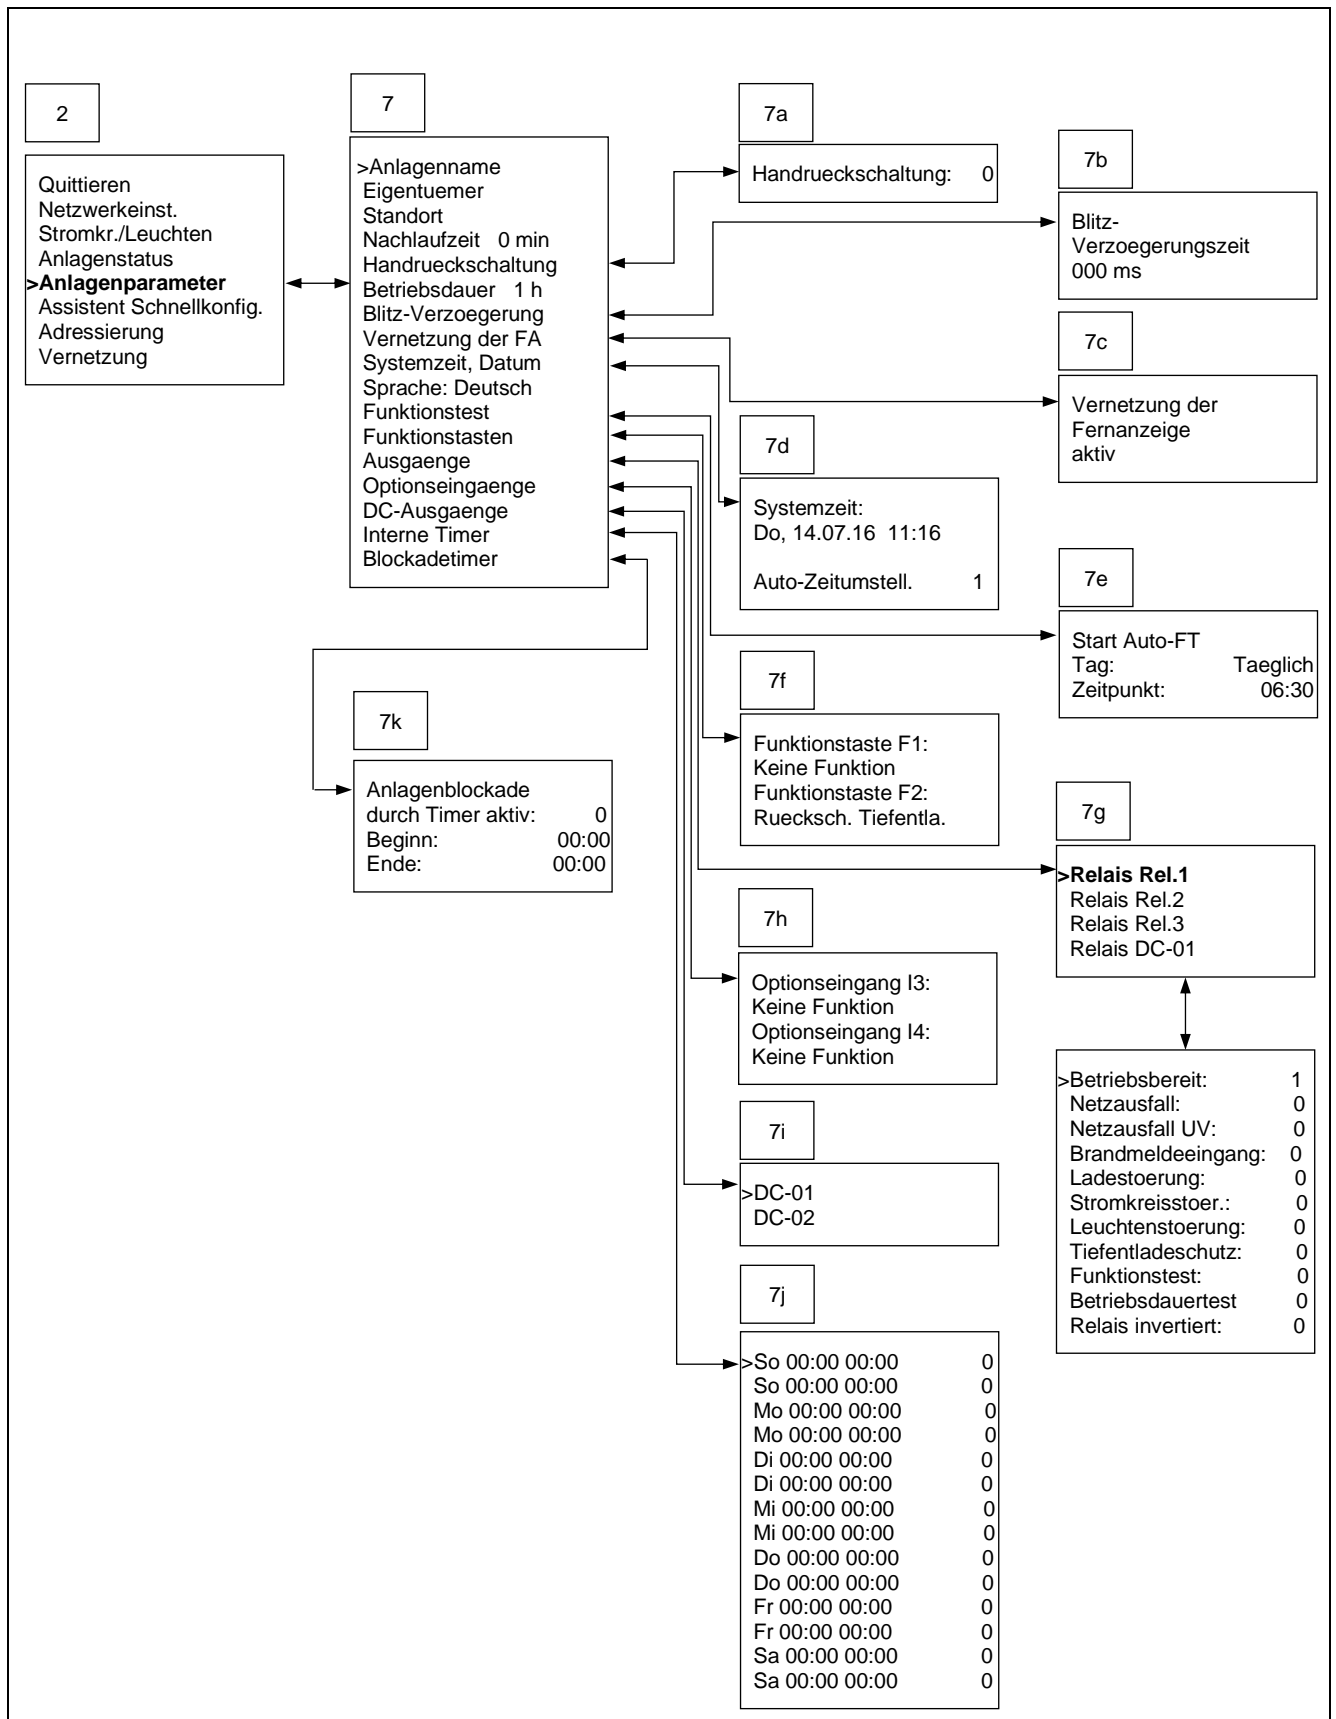 2
Quittieren
Netzwerkeinst.
Stromkr./Leuchten
Anlagenstatus
>Anlagenparameter
Assistent Schnellkonfig.
Adressierung
Vernetzung
7
>Anlagenname
Eigentuemer
Standort
Nachlaufzeit 0 min
Handrueckschaltung
Betriebsdauer 1 h
Blitz-Verzoegerung
Vernetzung der FA
Systemzeit, Datum
Sprache: Deutsch
Funktionstest
Funktionstasten
Ausgaenge
Optionseingaenge
DC-Ausgaenge
Interne Timer
Blockadetimer
7a
Handrueckschaltung: 0
7b
Blitz-
Verzoegerungszeit
000 ms
7c
Vernetzung der
Fernanzeige
aktiv
7d
Systemzeit:
Do, 14.07.16 11:16
Auto-Zeitumstell. 1
7e
Start Auto-FT
Tag: Taeglich
Zeitpunkt: 06:30
7f
Funktionstaste F1:
Keine Funktion
Funktionstaste F2:
Ruecksch. Tiefentla.
7g
>Relais Rel.1
Relais Rel.2
Relais Rel.3
Relais DC-01
>Betriebsbereit: 1
Netzausfall: 0
Netzausfall UV: 0
Brandmeldeeingang: 0
Ladestoerung: 0
Stromkreisstoer.: 0
Leuchtenstoerung: 0
Tiefentladeschutz: 0
Funktionstest: 0
Betriebsdauertest 0
Relais invertiert: 0
7h
Optionseingang I3:
Keine Funktion
Optionseingang I4:
Keine Funktion
7i
>DC-01
DC-02
7j
>So 00:00 00:00 0
So 00:00 00:00 0
Mo 00:00 00:00 0
Mo 00:00 00:00 0
Di 00:00 00:00 0
Di 00:00 00:00 0
Mi 00:00 00:00 0
Mi 00:00 00:00 0
Do 00:00 00:00 0
Do 00:00 00:00 0
Fr 00:00 00:00 0
Fr 00:00 00:00 0
Sa 00:00 00:00 0
Sa 00:00 00:00 0
7k
Anlagenblockade
durch Timer aktiv: 0
Beginn: 00:00
Ende: 00:00